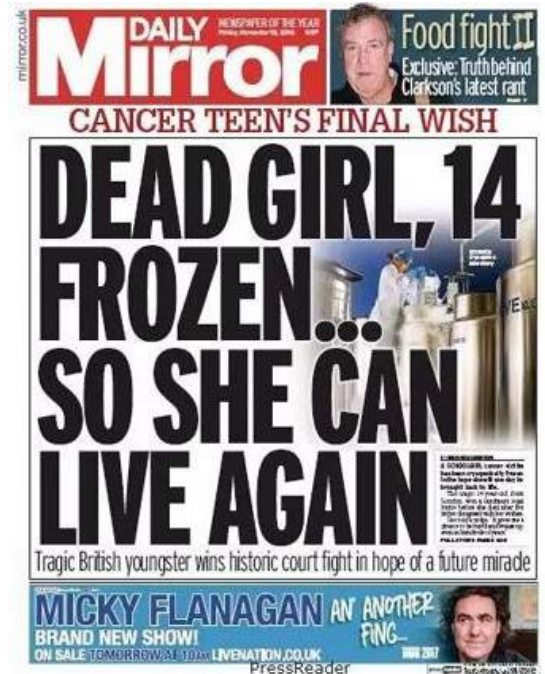 mirror.co.uk
DAILY
Mirror
NEWSPAPER OF THE YEAR
Food fight II
Exclusive: Truth behind
Clarkson's latest rant
CANCER TEEN'S FINAL WISH
DEAD GIRL, 14
FROZEN...
SO SHE CAN
LIVE AGAIN
Tragic British youngster wins historic court fight in hope of a future miracle
MICKY FLANAGAN
AN' ANOTHER
FING...
BRAND NEW SHOW!
ON SALE TOMORROW AT 10AM LIVENATION.CO.UK
TOUR 2017
PressReader